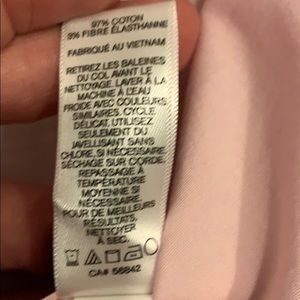 97% COTON
3% FIBRE ÉLASTHANNE
FABRIQUÉ AU VIETNAM
RETIREZ LES BALEINES
DU COL AVANT LE
NETTOYAGE. LAVER À LA
MACHINE À L'EAU
FROIDE AVEC COULEURS
SIMILAIRES, CYCLE
DÉLICAT, UTILISEZ
SEULEMENT DU
JAVELLISANT SANS
CHLORE, SI NÉCESSAIRE.
SÉCHAGE SUR CORDE.
REPASSAGE À
TEMPÉRATURE
MOYENNE SI
NÉCESSAIRE.
POUR DE MEILLEURS
RÉSULTATS,
NETTOYER
À SEC.
CA# 56842